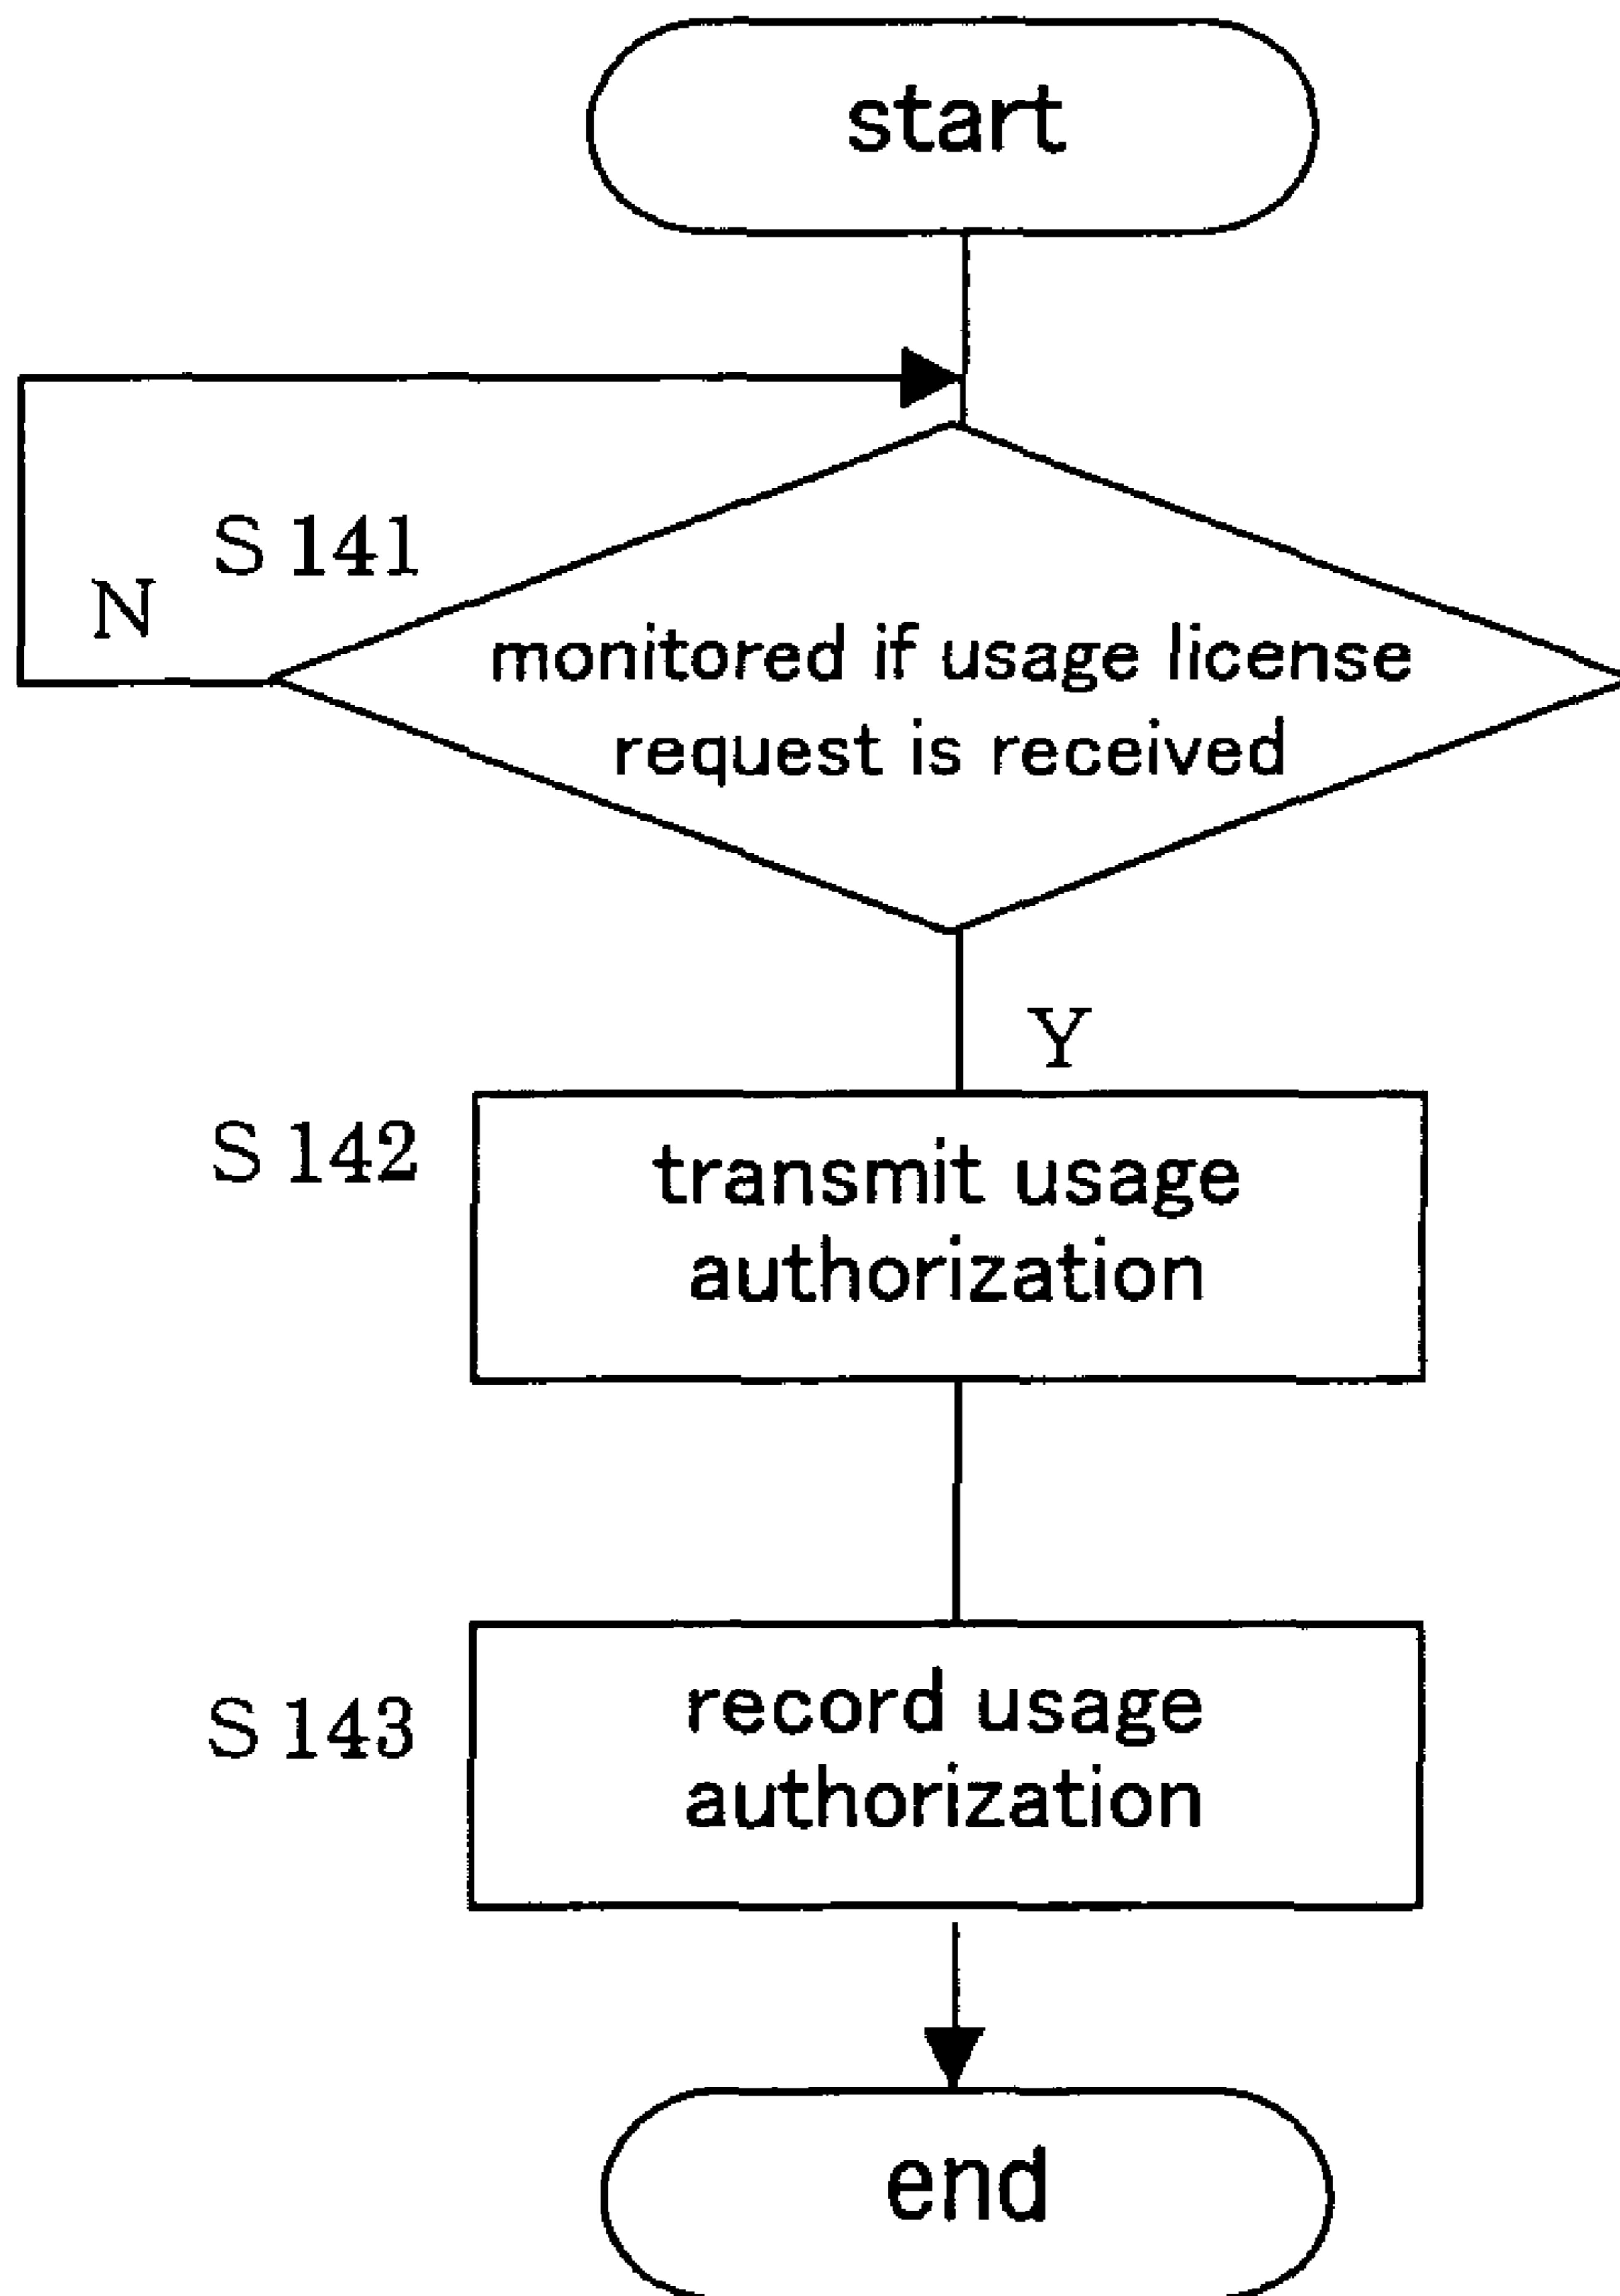 start
S 141
N
monitored if usage license
request is received
Y
S 142
transmit usage
authorization
S 143
record usage
authorization
end